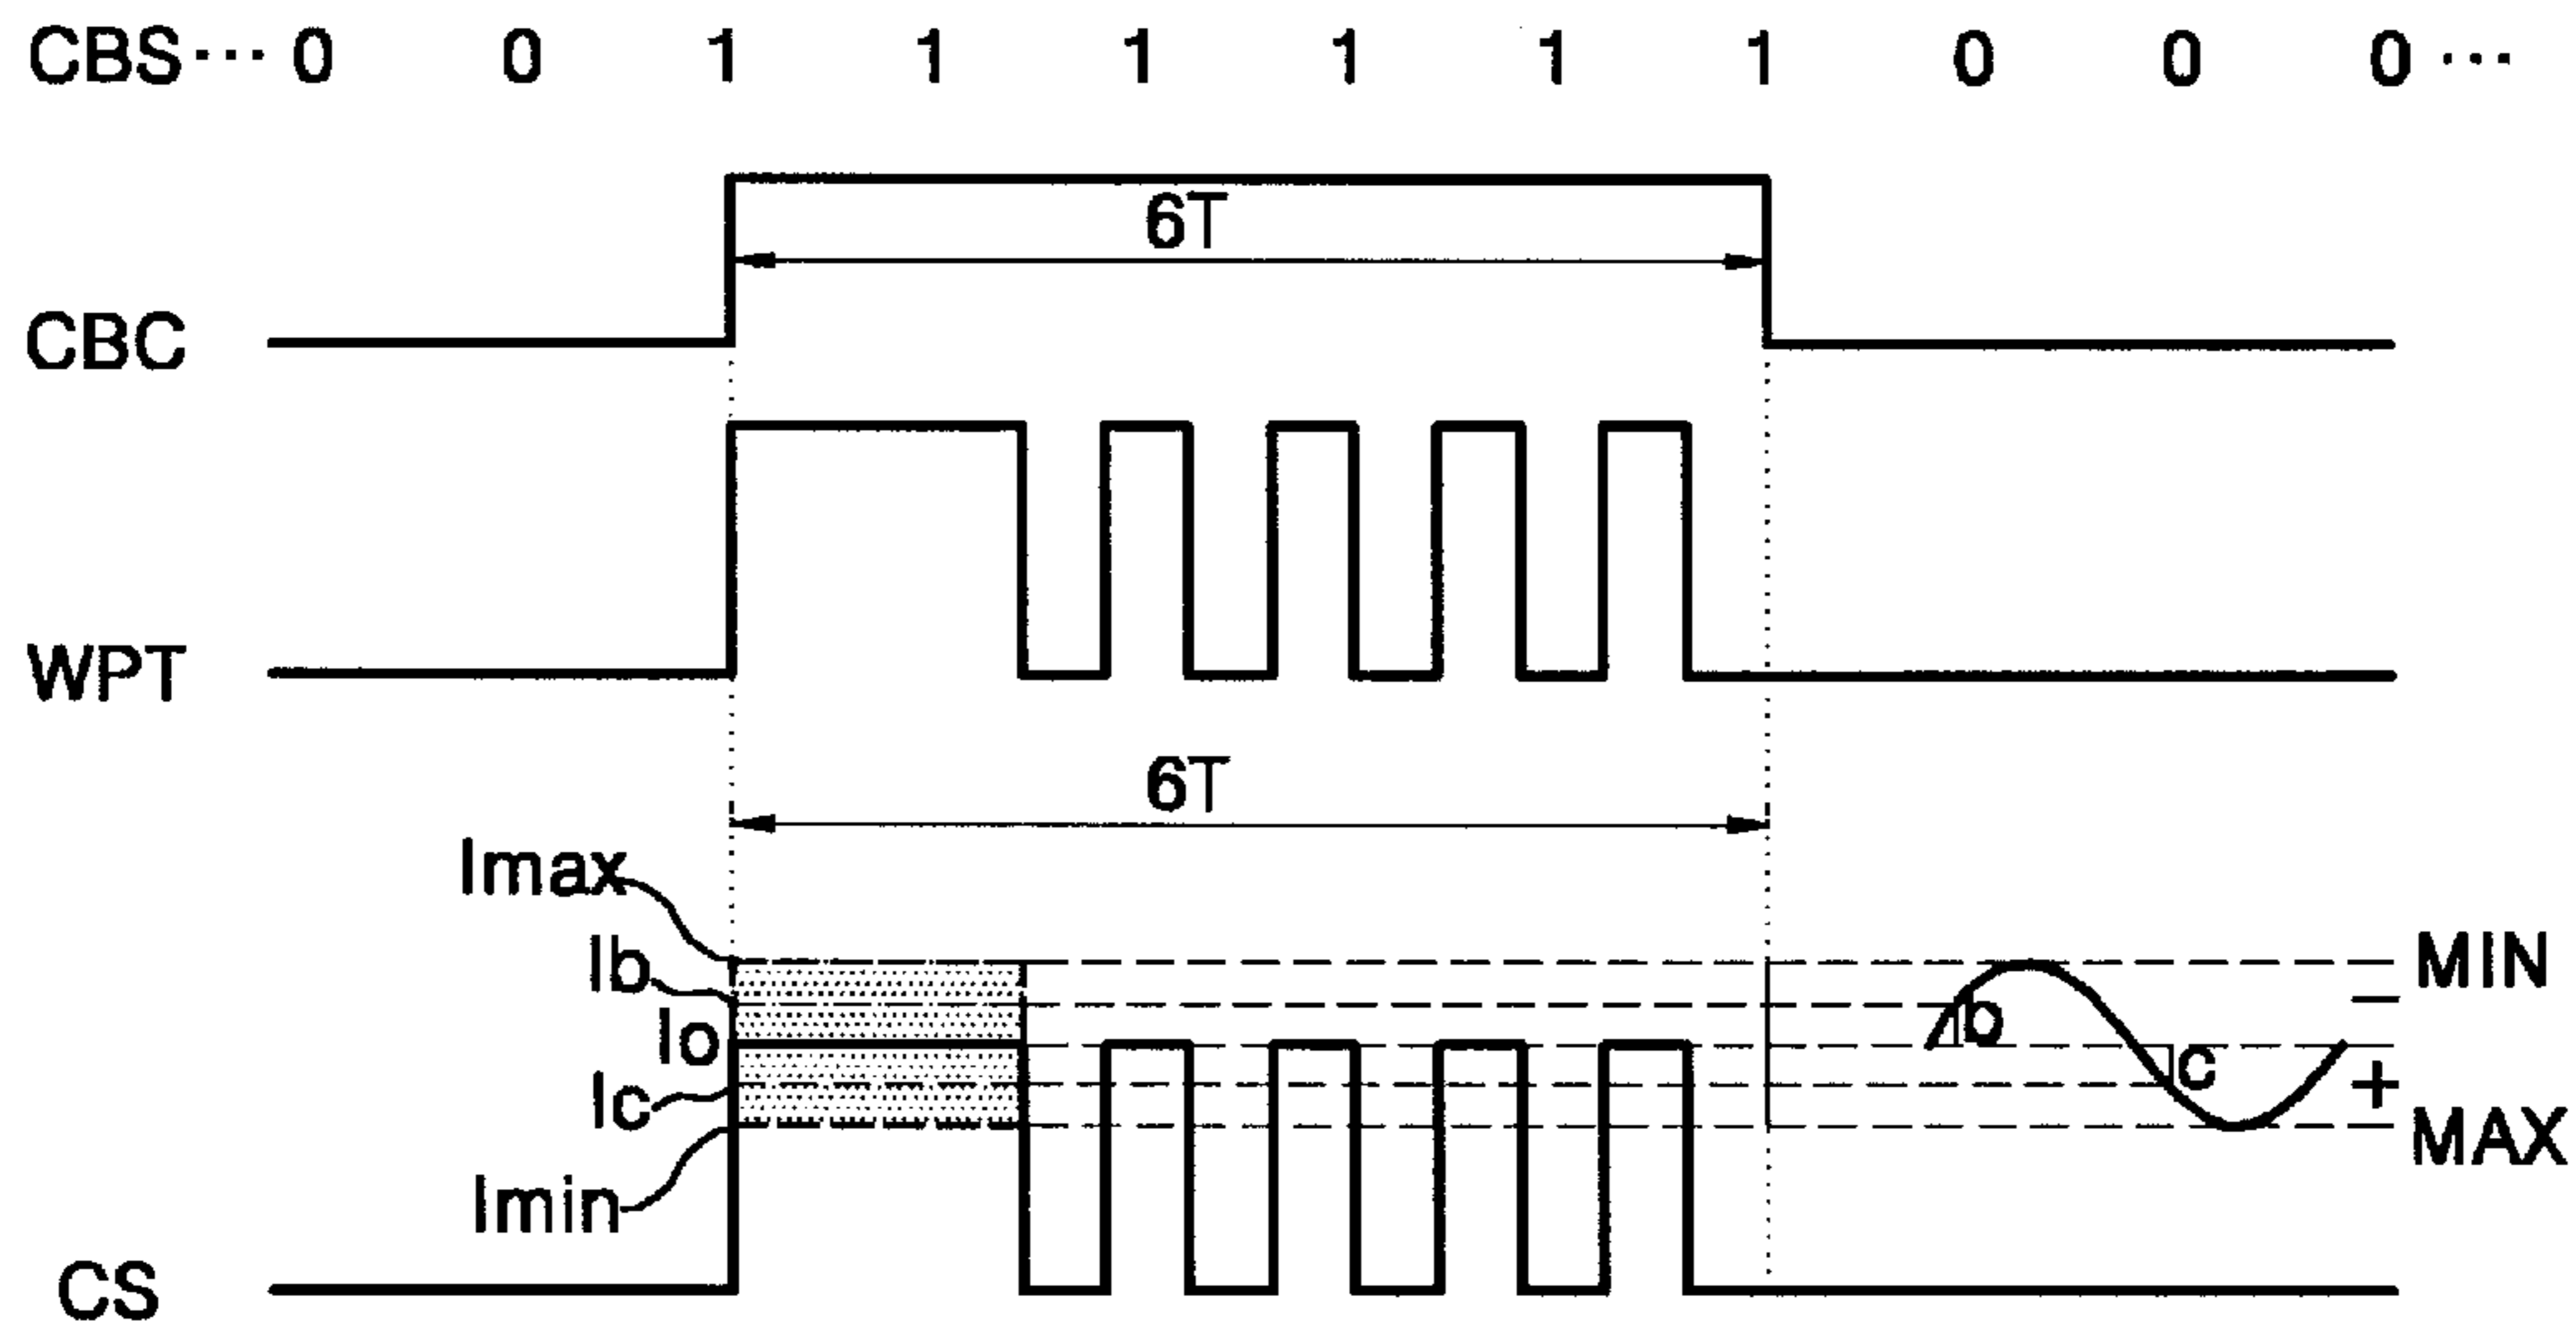 CBS ··· 0 0 1 1 1 1 1 1 0 0 0 ···
6T
CBC
WPT
6T
Imax
Ib
Io
Ic
Imin
b
c
MIN
−
+
MAX
CS